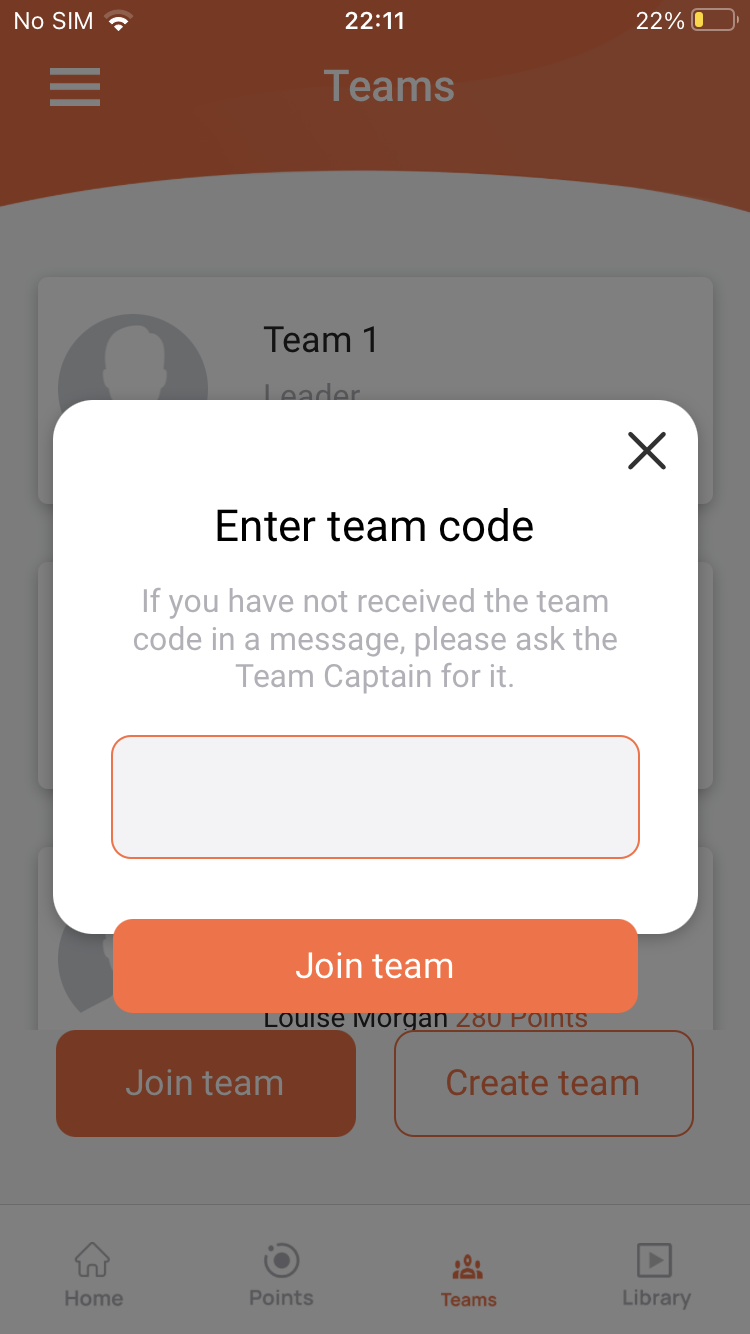 No SIM 22:11 22%
Teams
Team 1
Leader
Enter team code
If you have not received the team
code in a message, please ask the
Team Captain for it.
Join team
Louise Morgan 280 Points
Join team Create team
Home Points Teams Library